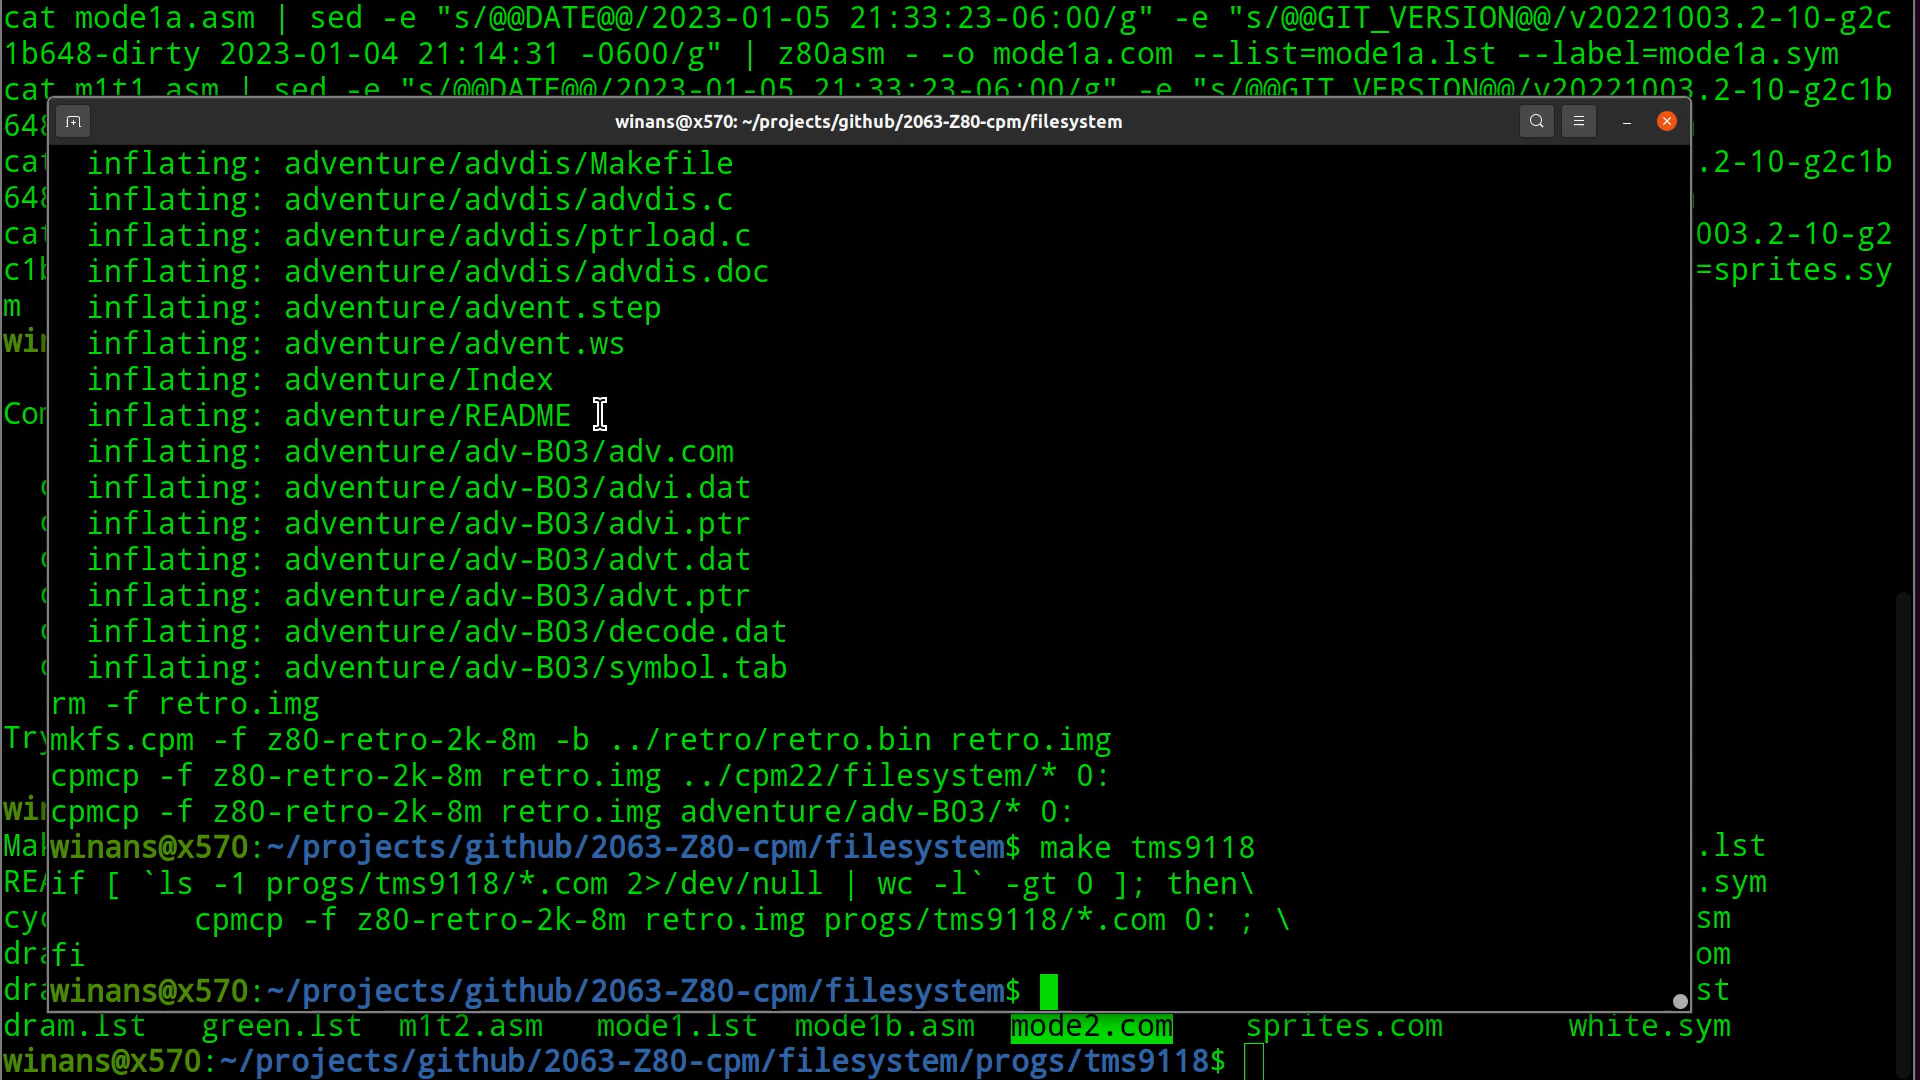 cat mode1a.asm | sed -e "s/@@DATE@@/2023-01-05 21:33:23-06:00/g" -e "s/@@GIT_VERSION@@/v20221003.2-10-g2c
1b648-dirty 2023-01-04 21:14:31 -0600/g" | z80asm - -o mode1a.com --list=mode1a.lst --label=mode1a.sym
cat m1t1.asm | sed -e "s/@@DATE@@/2023-01-05 21:33:23-06:00/g" -e "s/@@GIT_VERSION@@/v20221003.2-10-g2c1b
winans@x570: ~/projects/github/2063-Z80-cpm/filesystem
.2-10-g2c1b
003.2-10-g2
=sprites.sy
m
inflating: adventure/advdis/Makefile
inflating: adventure/advdis/advdis.c
inflating: adventure/advdis/ptrload.c
inflating: adventure/advdis/advdis.doc
inflating: adventure/advent.step
inflating: adventure/advent.ws
inflating: adventure/Index
inflating: adventure/README
inflating: adventure/adv-B03/adv.com
inflating: adventure/adv-B03/advi.dat
inflating: adventure/adv-B03/advi.ptr
inflating: adventure/adv-B03/advt.dat
inflating: adventure/adv-B03/advt.ptr
inflating: adventure/adv-B03/decode.dat
inflating: adventure/adv-B03/symbol.tab
rm -f retro.img
mkfs.cpm -f z80-retro-2k-8m -b ../retro/retro.bin retro.img
cpmcp -f z80-retro-2k-8m retro.img ../cpm22/filesystem/* 0:
cpmcp -f z80-retro-2k-8m retro.img adventure/adv-B03/* 0:
winans@x570:~/projects/github/2063-Z80-cpm/filesystem$ make tms9118
if [ `ls -1 progs/tms9118/*.com 2>/dev/null | wc -l` -gt 0 ]; then\
cpmcp -f z80-retro-2k-8m retro.img progs/tms9118/*.com 0: ; \
fi
winans@x570:~/projects/github/2063-Z80-cpm/filesystem$
.lst
.sym
sm
om
st
dram.lst green.lst m1t2.asm mode1.lst mode1b.asm mode2.com sprites.com white.sym
winans@x570:~/projects/github/2063-Z80-cpm/filesystem/progs/tms9118$